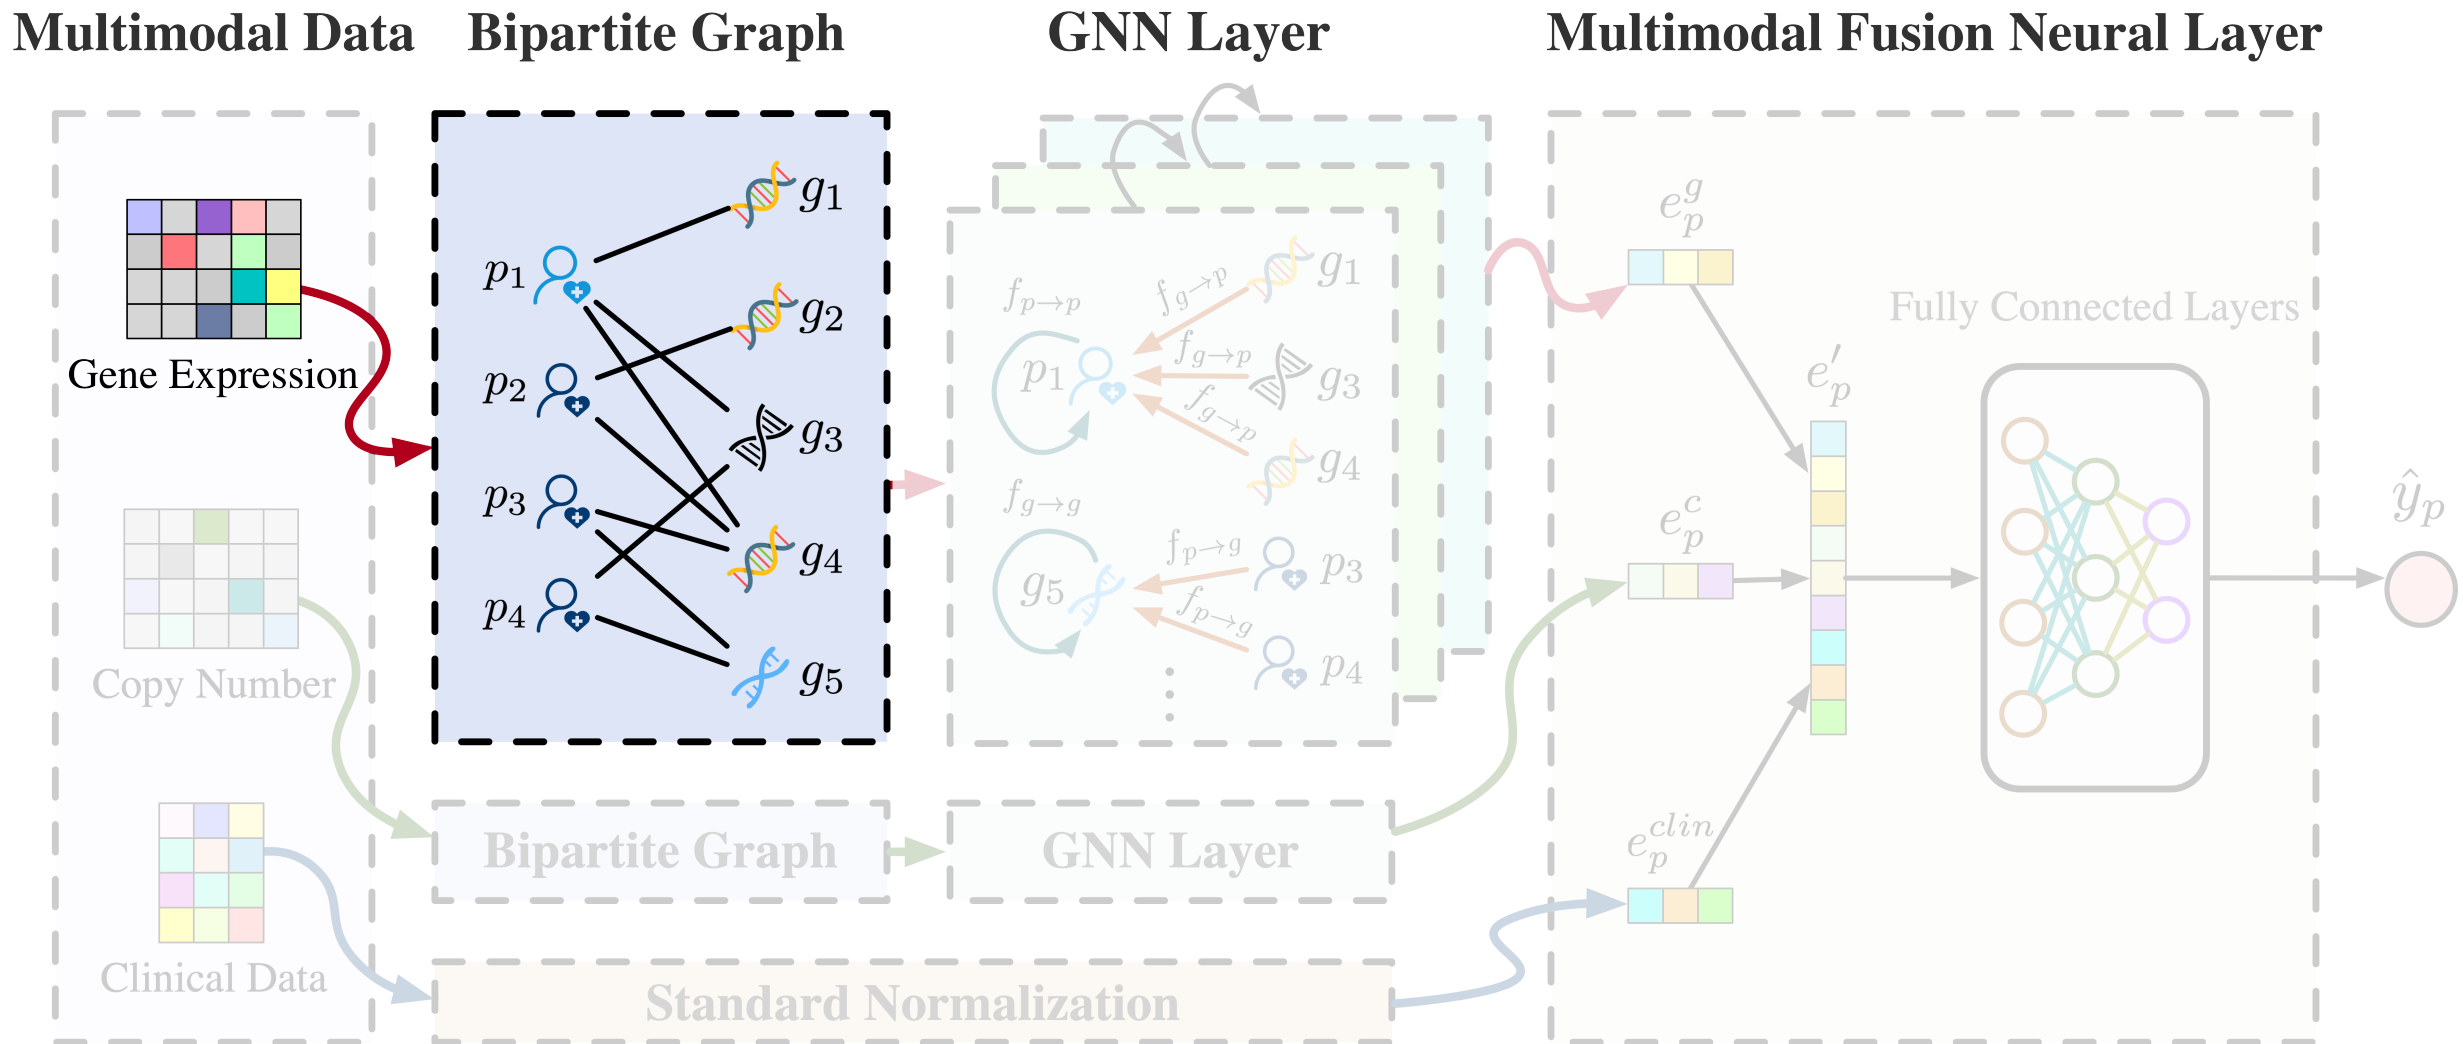 Multimodal Data
Bipartite Graph
GNN Layer
Multimodal Fusion Neural Layer
Gene Expression
Copy Number
Clinical Data
p₁
p₂
p₃
p₄
g₁
g₂
g₃
g₄
g₅
Bipartite Graph
Standard Normalization
f_{p→p}
f_{g→p}
g₁
p₁
f_{g→p}
g₃
f_{g→p}
g₄
f_{g→g}
g₅
f_{p→g}
p₃
f_{p→g}
p₄
GNN Layer
e_p^g
e_p^c
e_p^{clin}
e_p′
Fully Connected Layers
ŷ_p